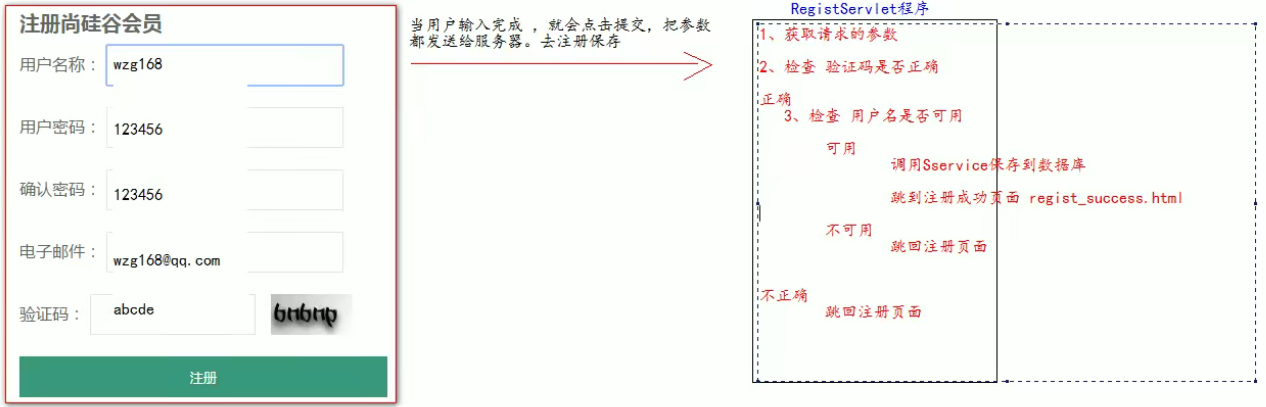 注册尚硅谷会员
用户名称： wzg168
用户密码： 123456
确认密码： 123456
电子邮件： wzg168@qq.com
验证码： abcde bnbnp
注册
当用户输入完成 ，就会点击提交，把参数
都发送给服务器。去注册保存
RegistServlet程序
1、获取请求的参数
2、检查 验证码是否正确
正确
3、检查 用户名是否可用
可用
调用Sservice保存到数据库
跳到注册成功页面 regist_success.html
不可用
跳回注册页面
不正确
跳回注册页面